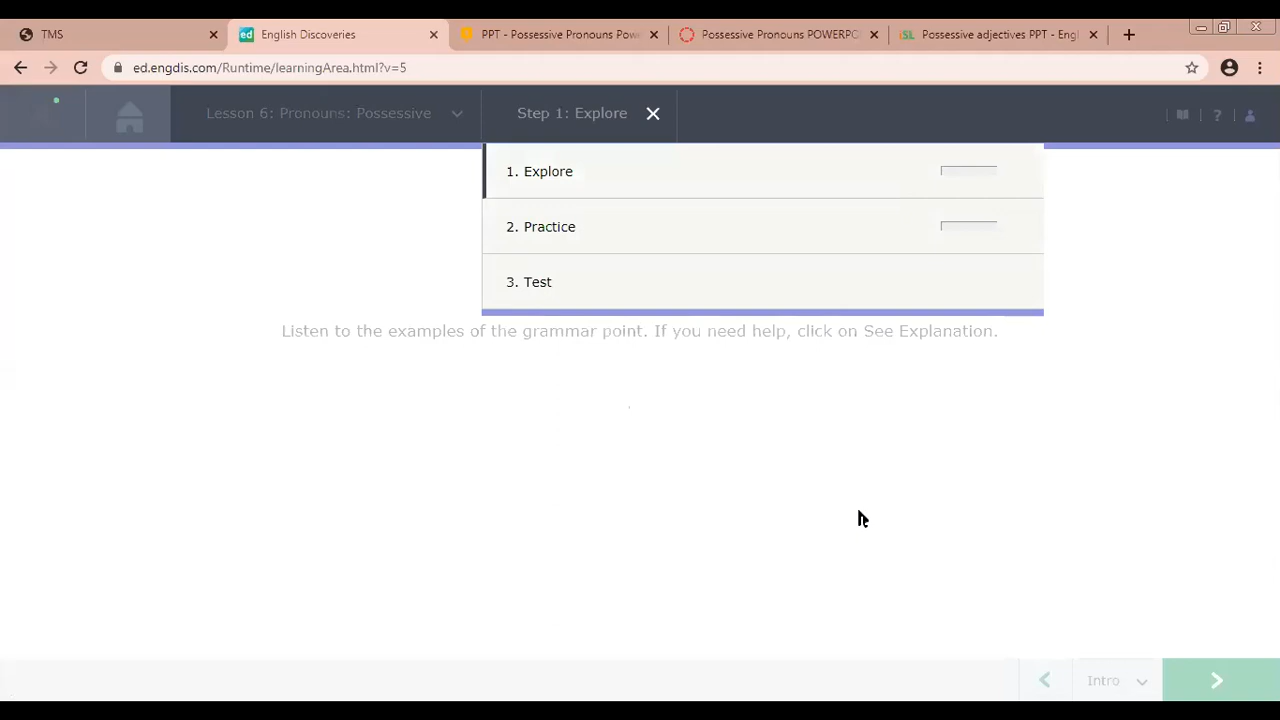 TMS
ed English Discoveries
PPT - Possessive Pronouns Pow
Possessive Pronouns POWERPO
iSL Possessive adjectives PPT - Engl
ed.engdis.com/Runtime/learningArea.html?v=5
Lesson 6: Pronouns: Possessive
Step 1: Explore
?
1. Explore
2. Practice
3. Test
Listen to the examples of the grammar point. If you need help, click on See Explanation.
Intro